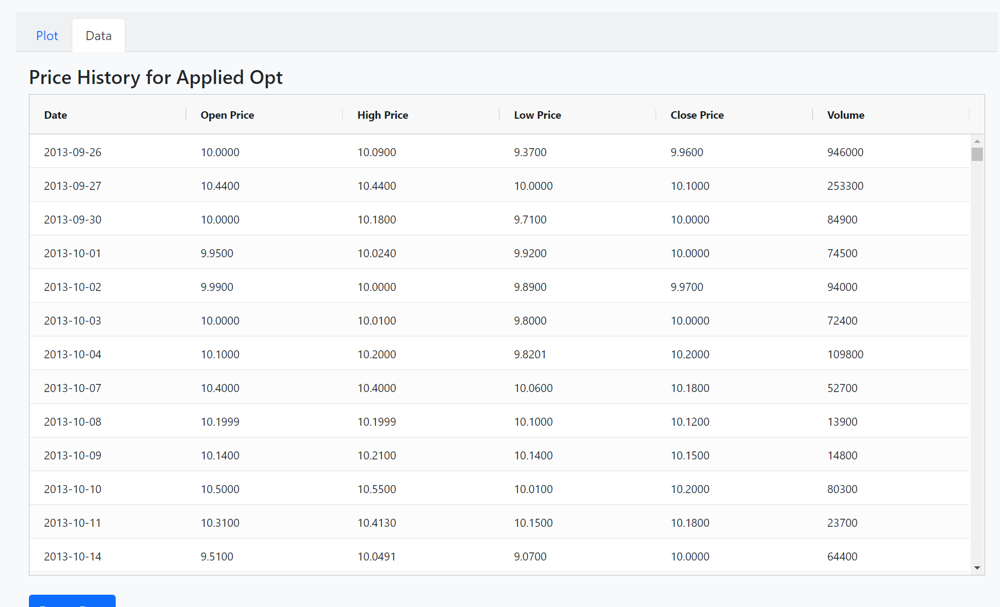 Plot Data
Price History for Applied Opt
Date Open Price High Price Low Price Close Price Volume
2013-09-26 10.0000 10.0900 9.3700 9.9600 946000
2013-09-27 10.4400 10.4400 10.0000 10.1000 253300
2013-09-30 10.0000 10.1800 9.7100 10.0000 84900
2013-10-01 9.9500 10.0240 9.9200 10.0000 74500
2013-10-02 9.9900 10.0000 9.8900 9.9700 94000
2013-10-03 10.0000 10.0100 9.8000 10.0000 72400
2013-10-04 10.1000 10.2000 9.8201 10.2000 109800
2013-10-07 10.4000 10.4000 10.0600 10.1800 52700
2013-10-08 10.1999 10.1999 10.1000 10.1200 13900
2013-10-09 10.1400 10.2100 10.1400 10.1500 14800
2013-10-10 10.5000 10.5500 10.0100 10.2000 80300
2013-10-11 10.3100 10.4130 10.1500 10.1800 23700
2013-10-14 9.5100 10.0491 9.0700 10.0000 64400